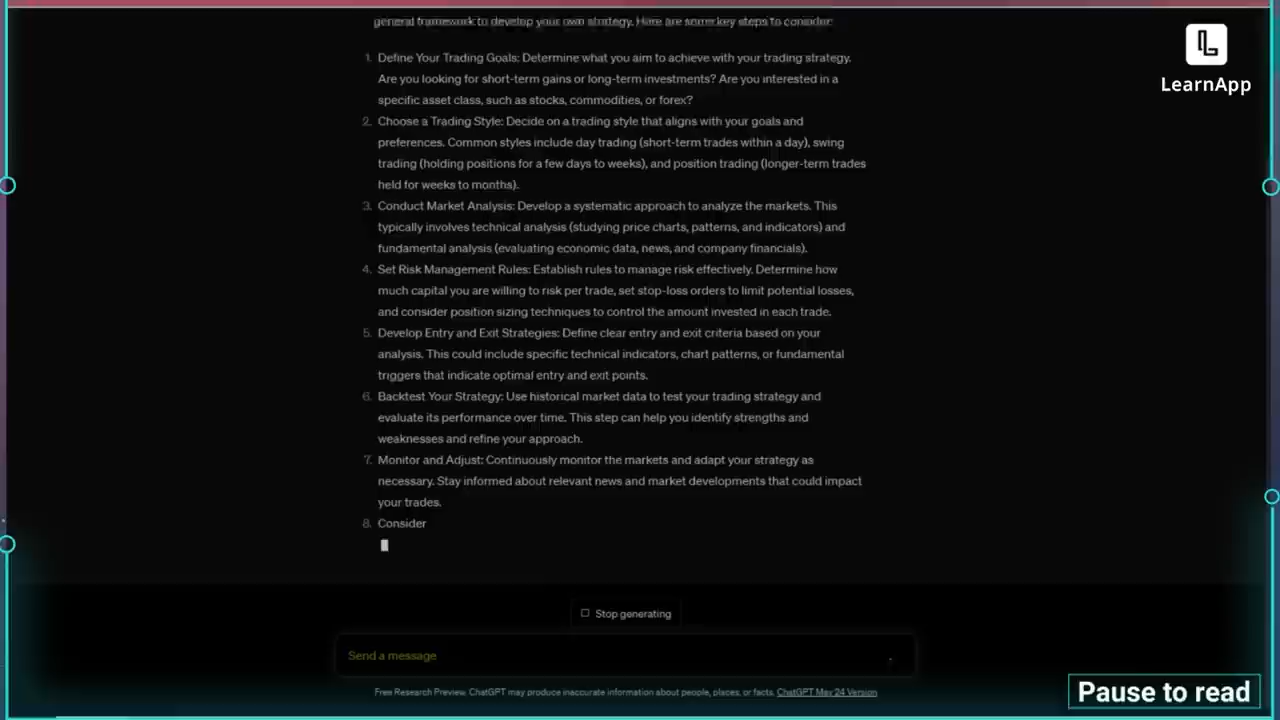 general framework to develop your own strategy. Here are some key steps to consider:
LearnApp
1. Define Your Trading Goals: Determine what you aim to achieve with your trading strategy.
Are you looking for short-term gains or long-term investments? Are you interested in a
specific asset class, such as stocks, commodities, or forex?
2. Choose a Trading Style: Decide on a trading style that aligns with your goals and
preferences. Common styles include day trading (short-term trades within a day), swing
trading (holding positions for a few days to weeks), and position trading (longer-term trades
held for weeks to months).
3. Conduct Market Analysis: Develop a systematic approach to analyze the markets. This
typically involves technical analysis (studying price charts, patterns, and indicators) and
fundamental analysis (evaluating economic data, news, and company financials).
4. Set Risk Management Rules: Establish rules to manage risk effectively. Determine how
much capital you are willing to risk per trade, set stop-loss orders to limit potential losses,
and consider position sizing techniques to control the amount invested in each trade.
5. Develop Entry and Exit Strategies: Define clear entry and exit criteria based on your
analysis. This could include specific technical indicators, chart patterns, or fundamental
triggers that indicate optimal entry and exit points.
6. Backtest Your Strategy: Use historical market data to test your trading strategy and
evaluate its performance over time. This step can help you identify strengths and
weaknesses and refine your approach.
7. Monitor and Adjust: Continuously monitor the markets and adapt your strategy as
necessary. Stay informed about relevant news and market developments that could impact
your trades.
8. Consider
Stop generating
Send a message
Free Research Preview. ChatGPT may produce inaccurate information about people, places, or facts. ChatGPT May 24 Version
Pause to read